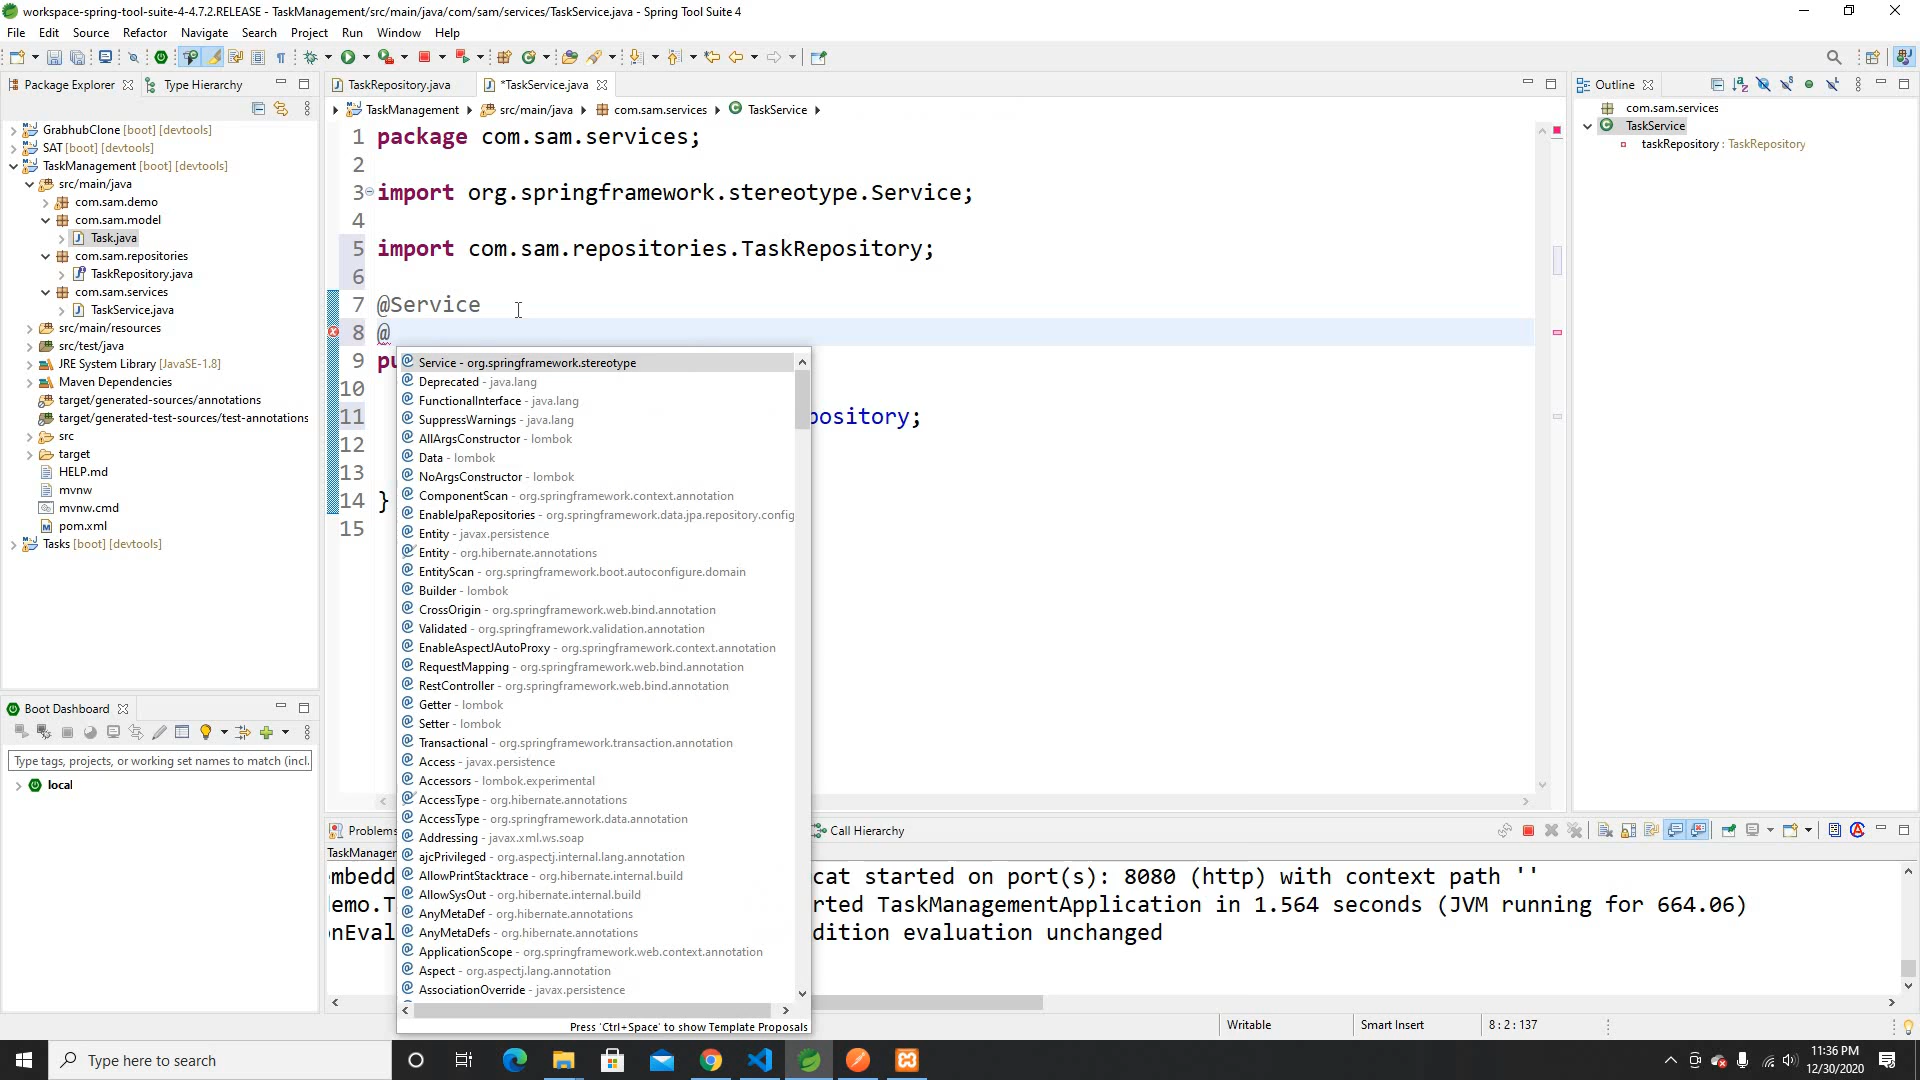 workspace-spring-tool-suite-4-4.7.2.RELEASE - TaskManagement/src/main/java/com/sam/services/TaskService.java - Spring Tool Suite 4
File Edit Source Refactor Navigate Search Project Run Window Help
Package Explorer Type Hierarchy
GrabhubClone [boot] [devtools]
SAT [boot] [devtools]
TaskManagement [boot] [devtools]
src/main/java
com.sam.demo
com.sam.model
Task.java
com.sam.repositories
TaskRepository.java
com.sam.services
TaskService.java
src/main/resources
src/test/java
JRE System Library [JavaSE-1.8]
Maven Dependencies
target/generated-sources/annotations
target/generated-test-sources/test-annotations
src
target
HELP.md
mvnw
mvnw.cmd
pom.xml
Tasks [boot] [devtools]
Boot Dashboard
Type tags, projects, or working set names to match (incl.
local
TaskRepository.java *TaskService.java
TaskManagement src/main/java com.sam.services TaskService
1 package com.sam.services;
2
3 import org.springframework.stereotype.Service;
4
5 import com.sam.repositories.TaskRepository;
6
7 @Service
8 @
9 pu
10
11 pository;
12
13
14 }
15
Service - org.springframework.stereotype
Deprecated - java.lang
FunctionalInterface - java.lang
SuppressWarnings - java.lang
AllArgsConstructor - lombok
Data - lombok
NoArgsConstructor - lombok
ComponentScan - org.springframework.context.annotation
EnableJpaRepositories - org.springframework.data.jpa.repository.config
Entity - javax.persistence
Entity - org.hibernate.annotations
EntityScan - org.springframework.boot.autoconfigure.domain
Builder - lombok
CrossOrigin - org.springframework.web.bind.annotation
Validated - org.springframework.validation.annotation
EnableAspectJAutoProxy - org.springframework.context.annotation
RequestMapping - org.springframework.web.bind.annotation
RestController - org.springframework.web.bind.annotation
Getter - lombok
Setter - lombok
Transactional - org.springframework.transaction.annotation
Access - javax.persistence
Accessors - lombok.experimental
AccessType - org.hibernate.annotations
AccessType - org.springframework.data.annotation
Addressing - javax.xml.ws.soap
ajcPrivileged - org.aspectj.internal.lang.annotation
AllowPrintStacktrace - org.hibernate.internal.build
AllowSysOut - org.hibernate.internal.build
AnyMetaDef - org.hibernate.annotations
AnyMetaDefs - org.hibernate.annotations
ApplicationScope - org.springframework.web.context.annotation
Aspect - org.aspectj.lang.annotation
AssociationOverride - javax.persistence
Press 'Ctrl+Space' to show Template Proposals
Outline
com.sam.services
TaskService
taskRepository : TaskRepository
Problems Call Hierarchy
TaskManager
mbedd cat started on port(s): 8080 (http) with context path ''
emo.T rted TaskManagementApplication in 1.564 seconds (JVM running for 664.06)
onEval dition evaluation unchanged
Writable Smart Insert 8 : 2 : 137
Type here to search
11:36 PM
12/30/2020